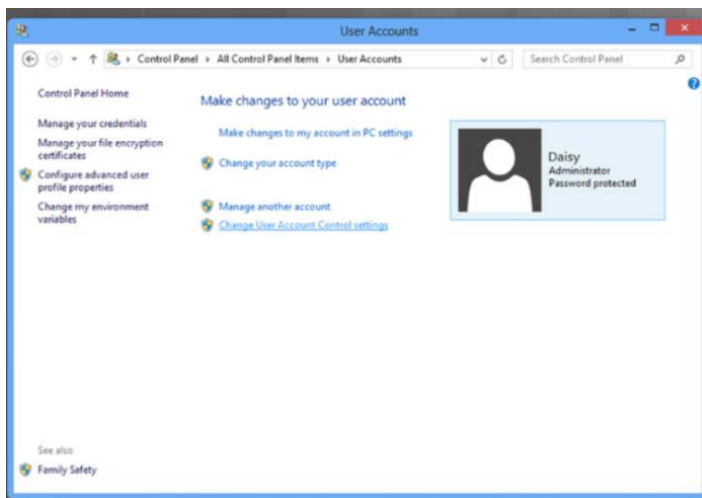 User Accounts
Control Panel ▸ All Control Panel Items ▸ User Accounts
Search Control Panel
Control Panel Home
Manage your credentials
Manage your file encryption
certificates
Configure advanced user
profile properties
Change my environment
variables
See also
Family Safety
Make changes to your user account
Make changes to my account in PC settings
Change your account type
Manage another account
Change User Account Control settings
Daisy
Administrator
Password protected